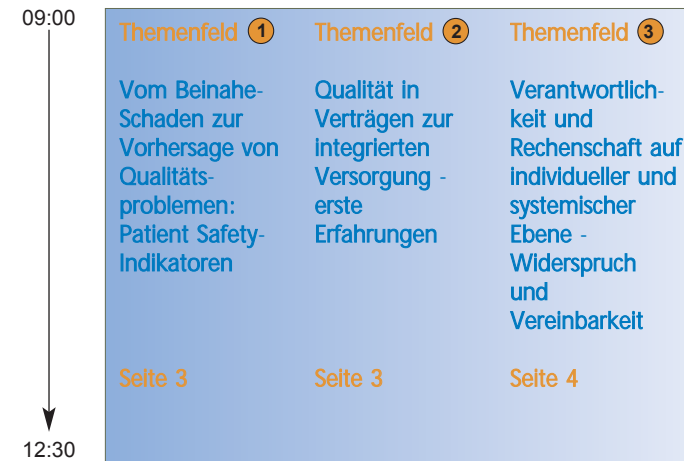 09:00
Themenfeld 1
Vom Beinahe-
Schaden zur
Vorhersage von
Qualitäts-
problemen:
Patient Safety-
Indikatoren
Seite 3
Themenfeld 2
Qualität in
Verträgen zur
integrierten
Versorgung -
erste
Erfahrungen
Seite 3
Themenfeld 3
Verantwortlich-
keit und
Rechenschaft auf
individueller und
systemischer
Ebene -
Widerspruch
und
Vereinbarkeit
Seite 4
12:30